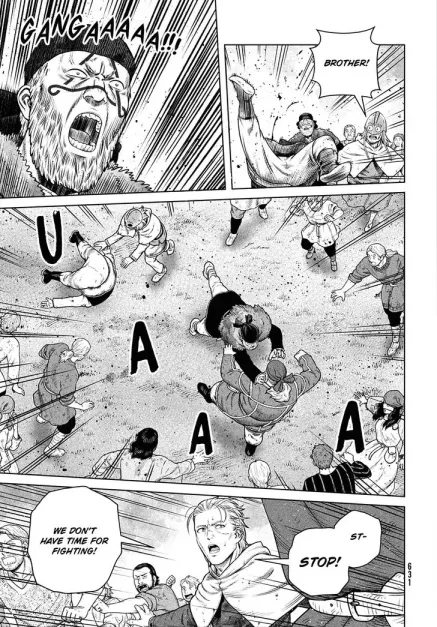 BROTHER!
GANGAAAAA!!!
U
A
A
A
ST-
STOP!
WE DON'T
HAVE TIME FOR
FIGHTING!
631